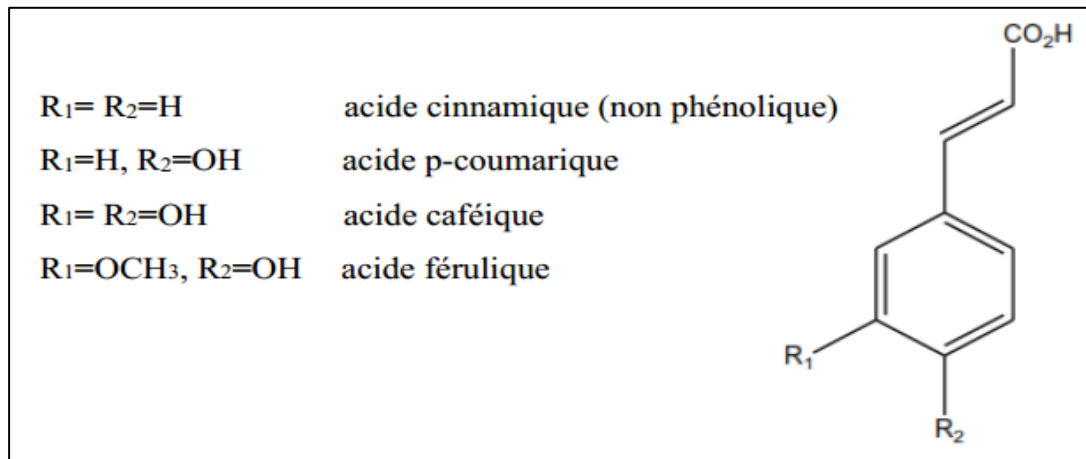 CO₂H
R₁= R₂=H acide cinnamique (non phénolique)
R₁=H, R₂=OH acide p-coumarique
R₁= R₂=OH acide caféique
R₁=OCH₃, R₂=OH acide férulique
R₁
R₂